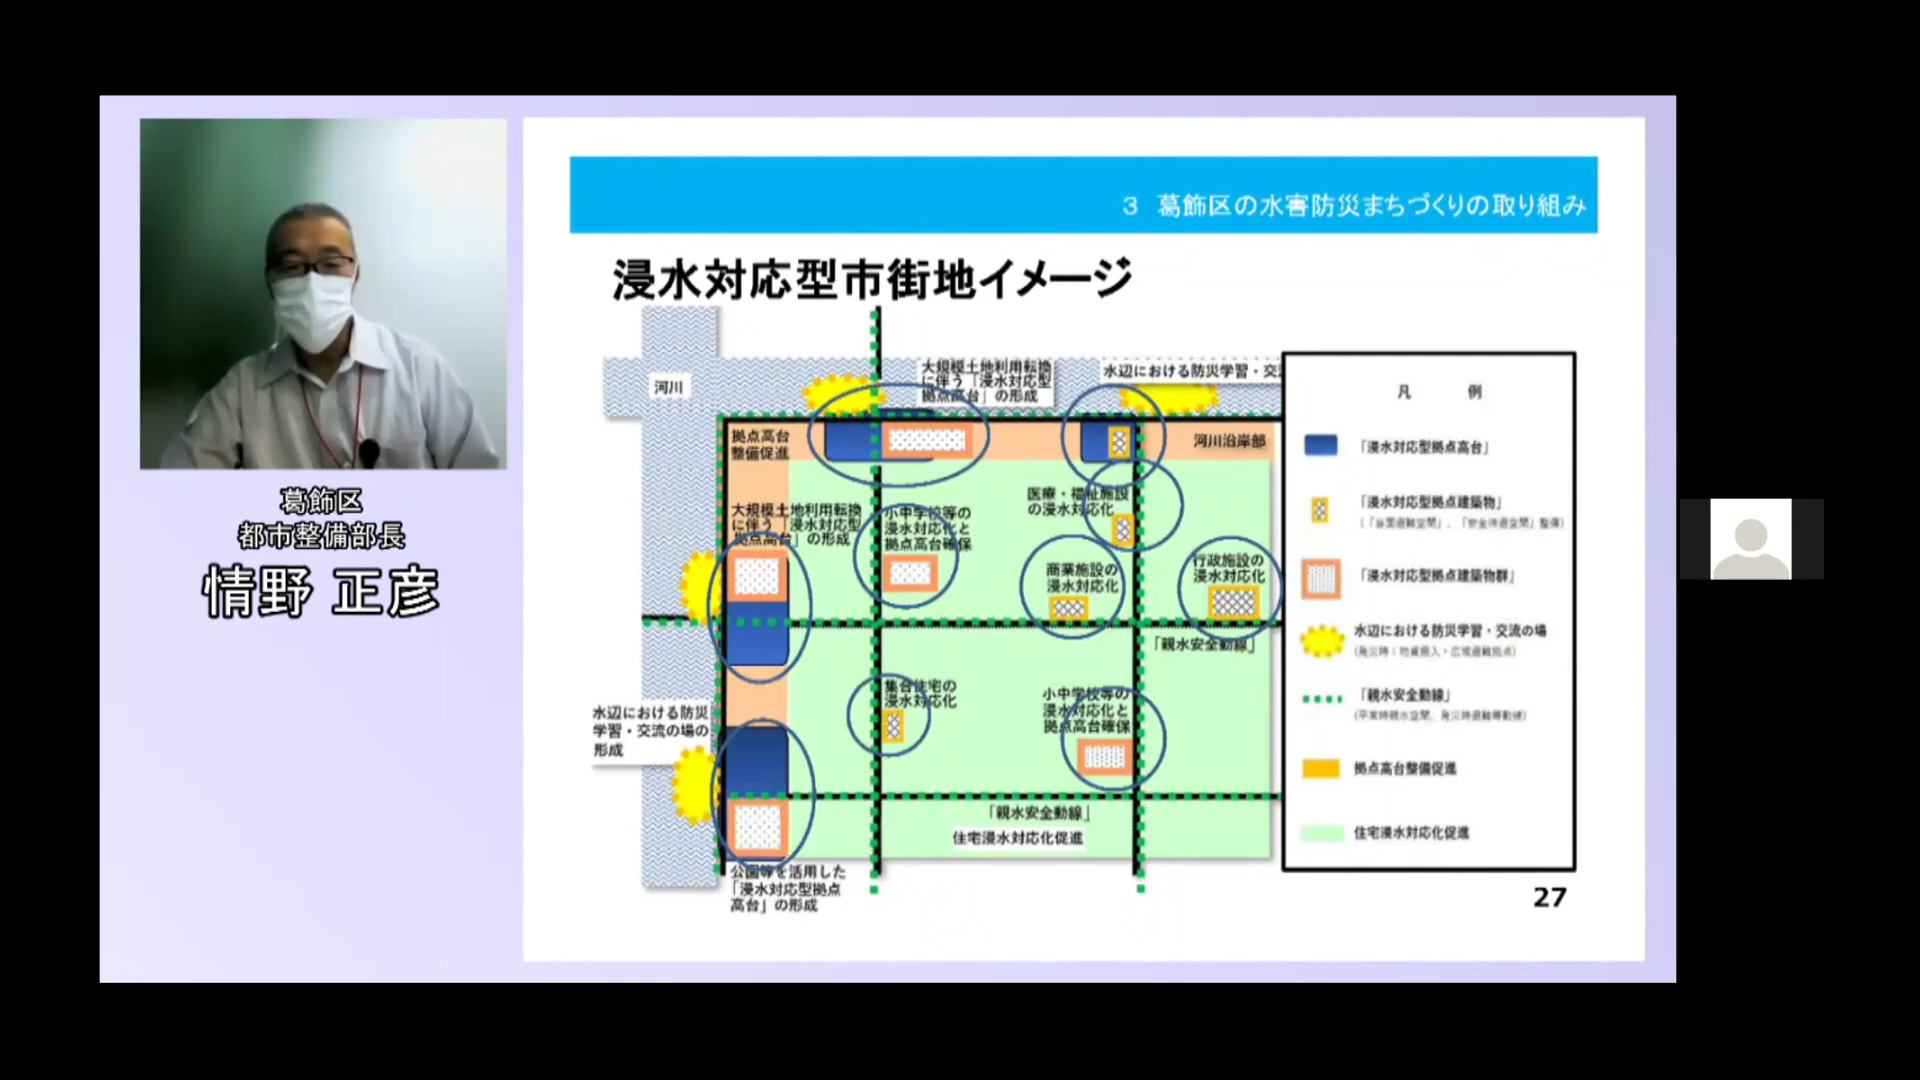 葛飾区
都市整備部長
情野 正彦
3 葛飾区の水害防災まちづくりの取り組み
浸水対応型市街地イメージ
河川
大規模土地利用転換
に伴う「浸水対応型
拠点高台」の形成
水辺における防災学習・交
拠点高台
整備促進
河川沿岸部
大規模土地利用転換
に伴う「浸水対応型
拠点高台」の形成
小中学校等の
浸水対応化と
拠点高台確保
医療・福祉施設
の浸水対応化
商業施設の
浸水対応化
行政施設の
浸水対応化
「親水安全動線」
集合住宅の
浸水対応化
小中学校等の
浸水対応化と
拠点高台確保
水辺における防災
学習・交流の場の
形成
「親水安全動線」
住宅浸水対応化促進
公園等を活用した
「浸水対応型拠点
高台」の形成
凡 例
「浸水対応型拠点高台」
「浸水対応型拠点建築物」
(「当面避難空間」、「安全待避空間」整備)
「浸水対応型拠点建築物群」
水辺における防災学習・交流の場
(発災時:物資搬入・広域避難拠点)
「親水安全動線」
(平常時親水空間、発災時避難等動線)
拠点高台整備促進
住宅浸水対応化促進
27